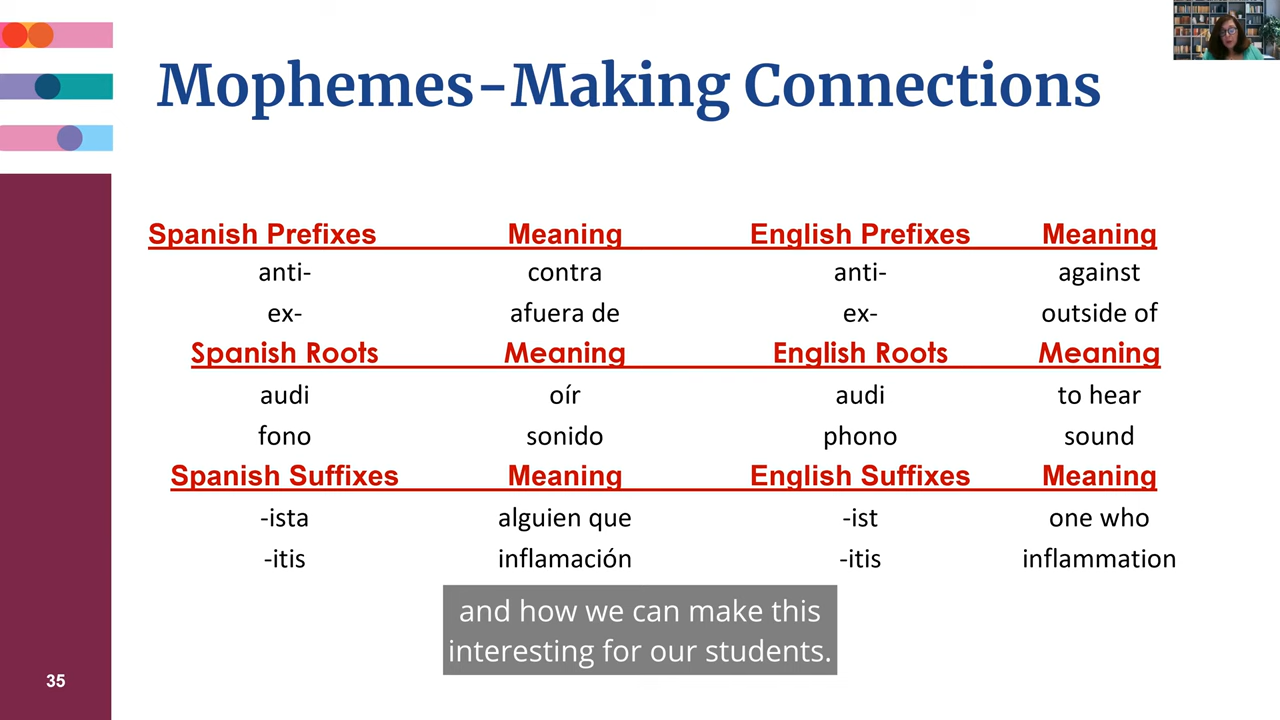 Mophemes-Making Connections
Spanish Prefixes Meaning English Prefixes Meaning
anti- contra anti- against
ex- afuera de ex- outside of
Spanish Roots Meaning English Roots Meaning
audi oír audi to hear
fono sonido phono sound
Spanish Suffixes Meaning English Suffixes Meaning
-ista alguien que -ist one who
-itis inflamación -itis inflammation
and how we can make this
interesting for our students.
35